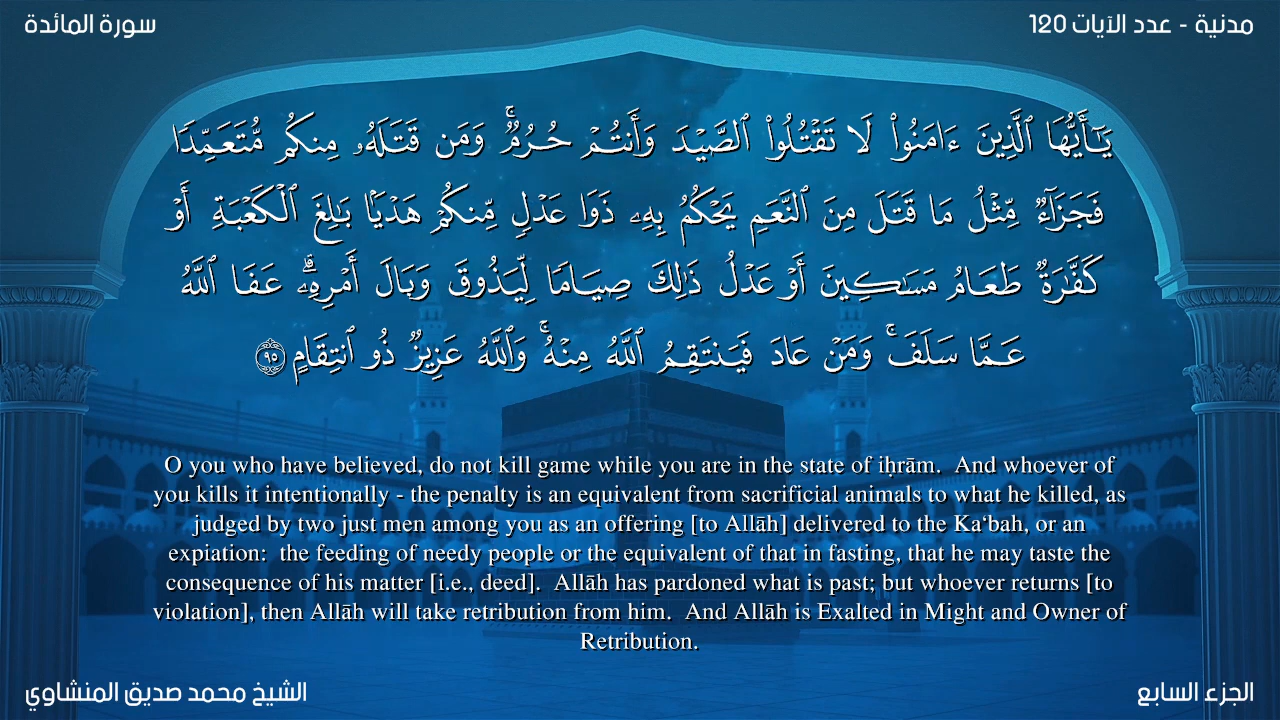 سورة المائدة
مدنية - عدد الآيات 120
يَـٰٓأَيُّهَا ٱلَّذِينَ ءَامَنُوا۟ لَا تَقْتُلُوا۟ ٱلصَّيْدَ وَأَنتُمْ حُرُمٌ ۚ وَمَن قَتَلَهُۥ مِنكُم مُّتَعَمِّدًا
فَجَزَآءٌ مِّثْلُ مَا قَتَلَ مِنَ ٱلنَّعَمِ يَحْكُمُ بِهِۦ ذَوَا عَدْلٍ مِّنكُمْ هَدْيًۢا بَـٰلِغَ ٱلْكَعْبَةِ أَوْ
كَفَّـٰرَةٌ طَعَامُ مَسَـٰكِينَ أَوْ عَدْلُ ذَٰلِكَ صِيَامًا لِّيَذُوقَ وَبَالَ أَمْرِهِۦ ۗ عَفَا ٱللَّهُ
عَمَّا سَلَفَ ۚ وَمَنْ عَادَ فَيَنتَقِمُ ٱللَّهُ مِنْهُ ۗ وَٱللَّهُ عَزِيزٌ ذُو ٱنتِقَامٍ ٩٥
O you who have believed, do not kill game while you are in the state of iḥrām. And whoever of
you kills it intentionally - the penalty is an equivalent from sacrificial animals to what he killed, as
judged by two just men among you as an offering [to Allāh] delivered to the Ka‘bah, or an
expiation: the feeding of needy people or the equivalent of that in fasting, that he may taste the
consequence of his matter [i.e., deed]. Allāh has pardoned what is past; but whoever returns [to
violation], then Allāh will take retribution from him. And Allāh is Exalted in Might and Owner of
Retribution.
الشيخ محمد صديق المنشاوي
الجزء السابع